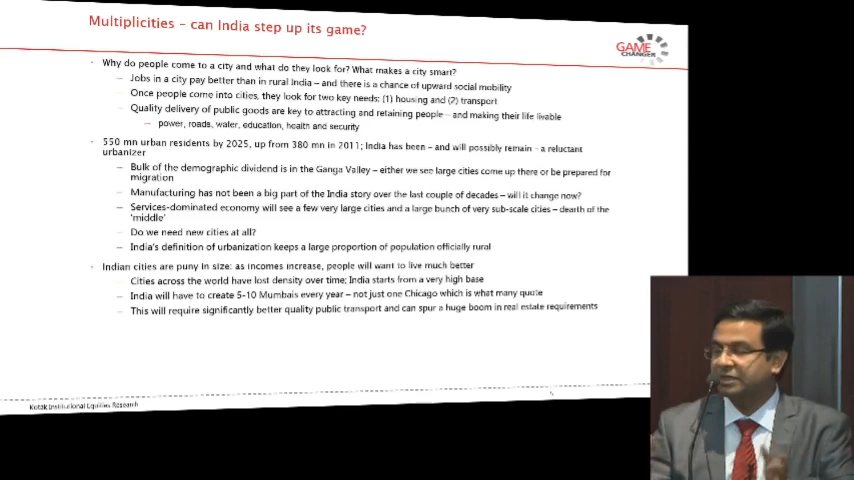 Multiplicities – can India step up its game?
GAME
CHANGER
Why do people come to a city and what do they look for? What makes a city smart?
– Jobs in a city pay better than in rural India – and there is a chance of upward social mobility
Once people come into cities, they look for two key needs: (1) housing and (2) transport
– Quality delivery of public goods are key to attracting and retaining people – and making their life livable
– power, roads, water, education, health and security
550 mn urban residents by 2025, up from 380 mn in 2011; India has been – and will possibly remain – a reluctant
urbanizer
– Bulk of the demographic dividend is in the Ganga Valley – either we see large cities come up there or be prepared for
migration
– Manufacturing has not been a big part of the India story over the last couple of decades – will it change now?
– Services-dominated economy will see a few very large cities and a large bunch of very sub-scale cities – dearth of the
'middle'
Do we need new cities at all?
– India's definition of urbanization keeps a large proportion of population officially rural
Indian cities are puny in size: as incomes increase, people will want to live much better
Cities across the world have lost density over time; India starts from a very high base
– India will have to create 5-10 Mumbais every year – not just one Chicago which is what many quote
– This will require significantly better quality public transport and can spur a huge boom in real estate requirements
Kotak Institutional Equities Research
5